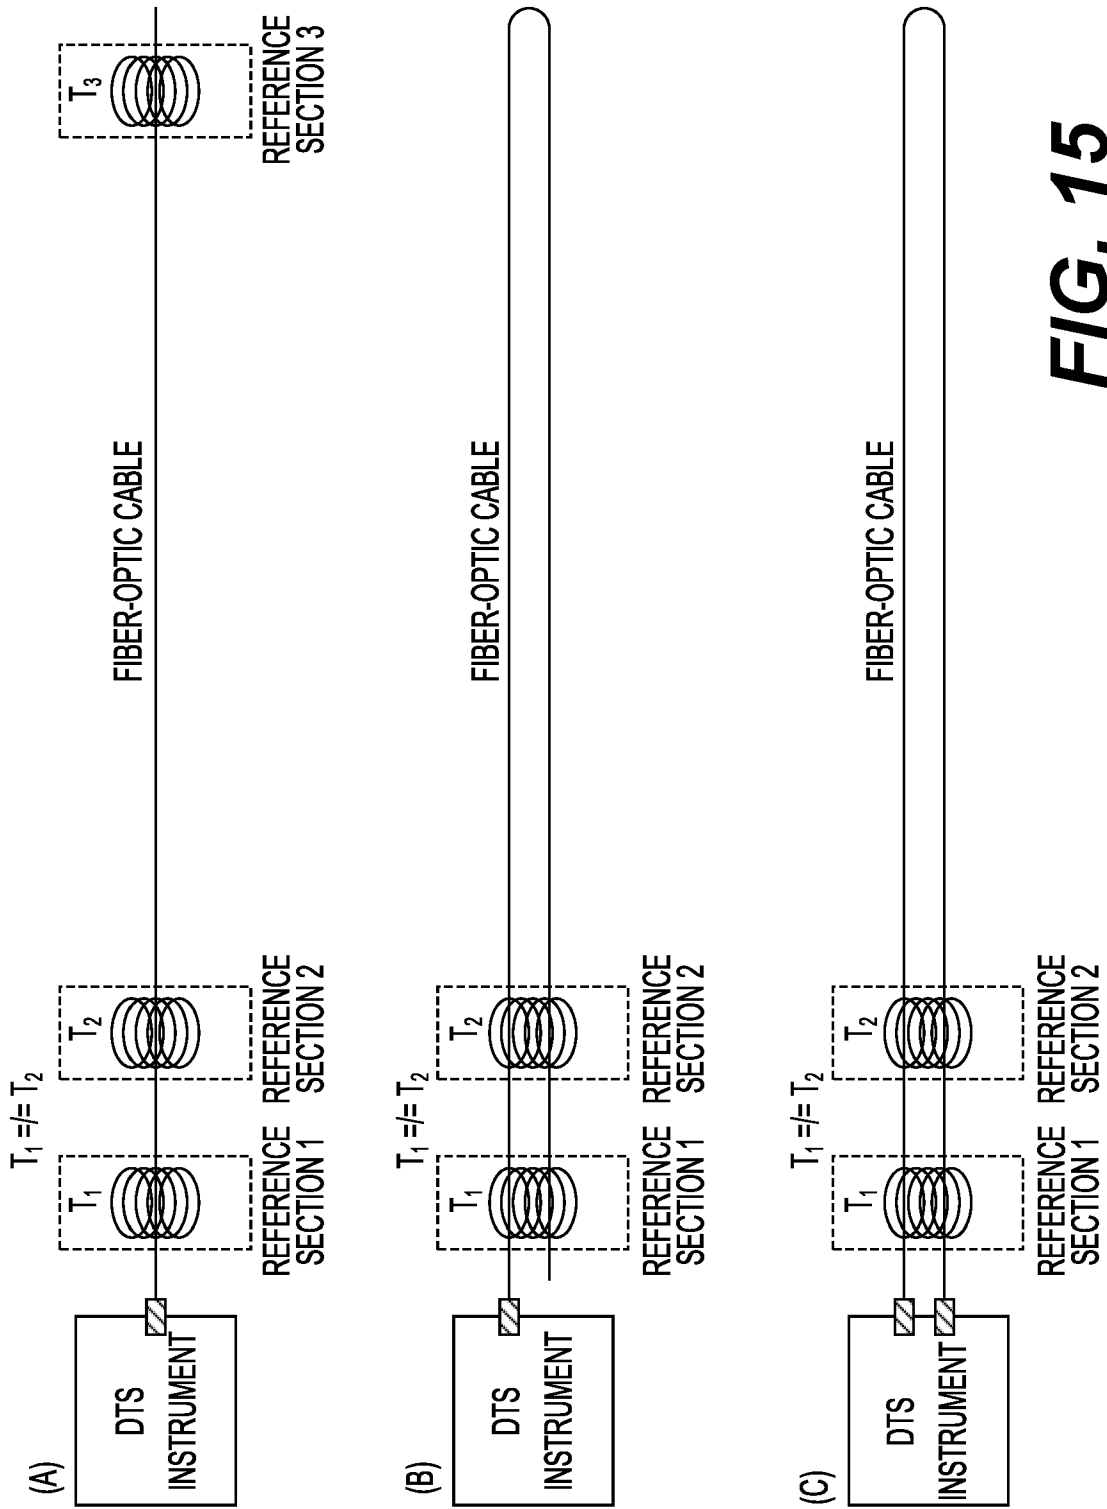 (A)
DTS
INSTRUMENT
T₁ =/= T₂
T₁
REFERENCE
SECTION 1
T₂
REFERENCE
SECTION 2
FIBER-OPTIC CABLE
T₃
REFERENCE
SECTION 3
(B)
DTS
INSTRUMENT
T₁ =/= T₂
T₁
REFERENCE
SECTION 1
T₂
REFERENCE
SECTION 2
FIBER-OPTIC CABLE
(C)
DTS
INSTRUMENT
T₁ =/= T₂
T₁
REFERENCE
SECTION 1
T₂
REFERENCE
SECTION 2
FIBER-OPTIC CABLE
FIG. 15